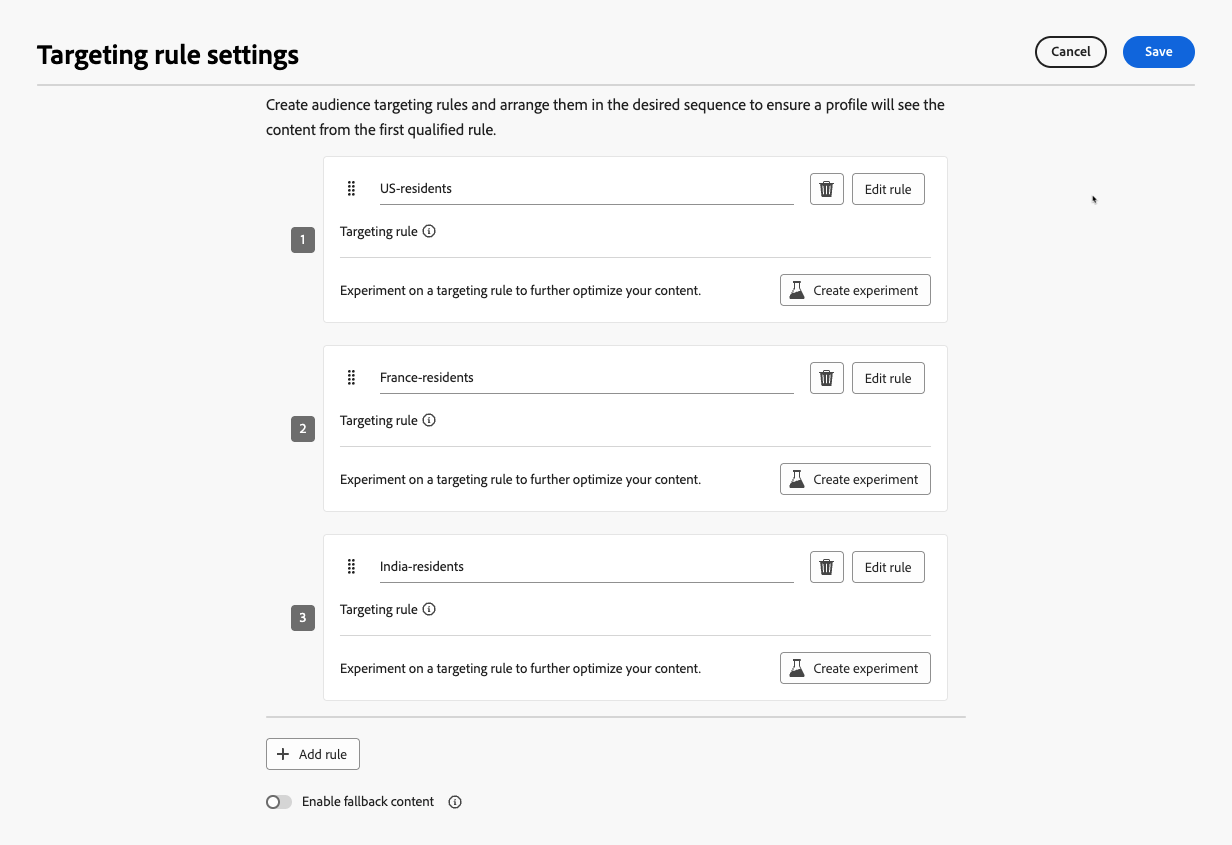 Targeting rule settings
Cancel
Save
Create audience targeting rules and arrange them in the desired sequence to ensure a profile will see the
content from the first qualified rule.
1
US-residents
Edit rule
Targeting rule
Experiment on a targeting rule to further optimize your content.
Create experiment
2
France-residents
Edit rule
Targeting rule
Experiment on a targeting rule to further optimize your content.
Create experiment
3
India-residents
Edit rule
Targeting rule
Experiment on a targeting rule to further optimize your content.
Create experiment
Add rule
Enable fallback content